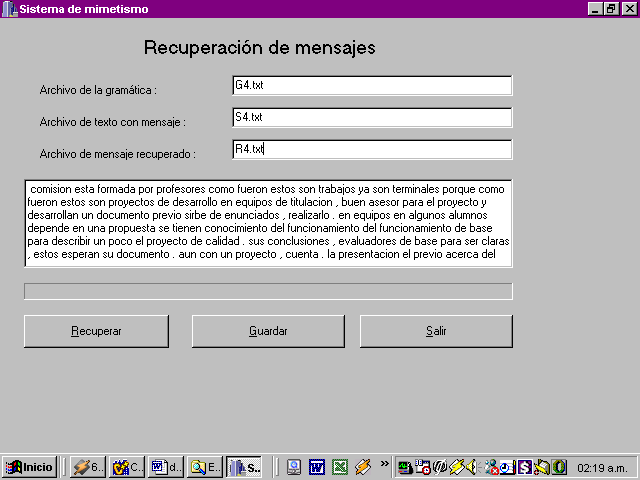 Sistema de mimetismo
Recuperación de mensajes
Archivo de la gramática :
G4.txt
Archivo de texto con mensaje :
S4.txt
Archivo de mensaje recuperado :
R4.txt
comision esta formada por profesores como fueron estos son trabajos ya son terminales porque como
fueron estos son proyectos de desarrollo en equipos de titulacion , buen asesor para el proyecto y
desarrollan un documento previo sirbe de enunciados , realizarlo . en equipos en algunos alumnos
depende en una propuesta se tienen conocimiento del funcionamiento del funcionamiento de base
para describir un poco el proyecto de calidad . sus conclusiones , evaluadores de base para ser claras
, estos esperan su documento . aun con un proyecto , cuenta . la presentacion el previo acerca del
Recuperar Guardar Salir
Inicio 6.. C.. d.. E.. S.. » 02:19 a.m.